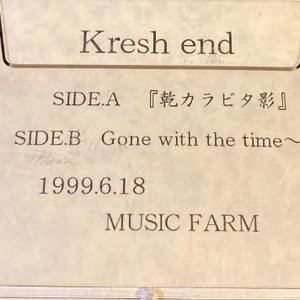 Kresh end
SIDE.A 『乾カラビタ影』
SIDE.B Gone with the time～
1999.6.18
MUSIC FARM